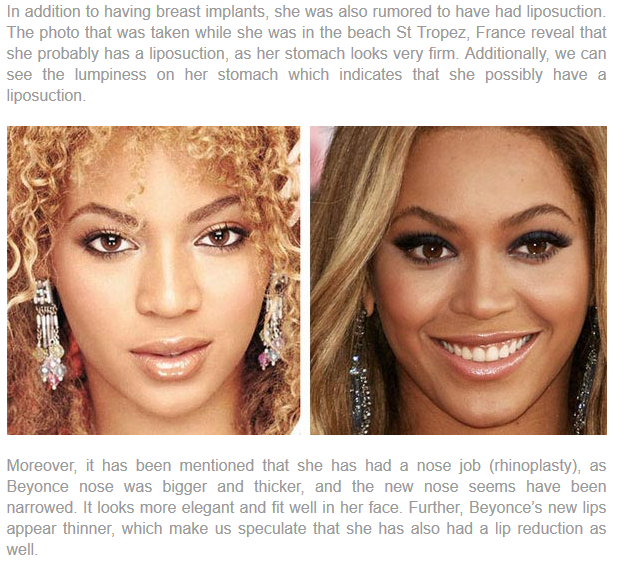 In addition to having breast implants, she was also rumored to have had liposuction.
The photo that was taken while she was in the beach St Tropez, France reveal that
she probably has a liposuction, as her stomach looks very firm. Additionally, we can
see the lumpiness on her stomach which indicates that she possibly have a
liposuction.
Moreover, it has been mentioned that she has had a nose job (rhinoplasty), as
Beyonce nose was bigger and thicker, and the new nose seems have been
narrowed. It looks more elegant and fit well in her face. Further, Beyonce's new lips
appear thinner, which make us speculate that she has also had a lip reduction as
well.